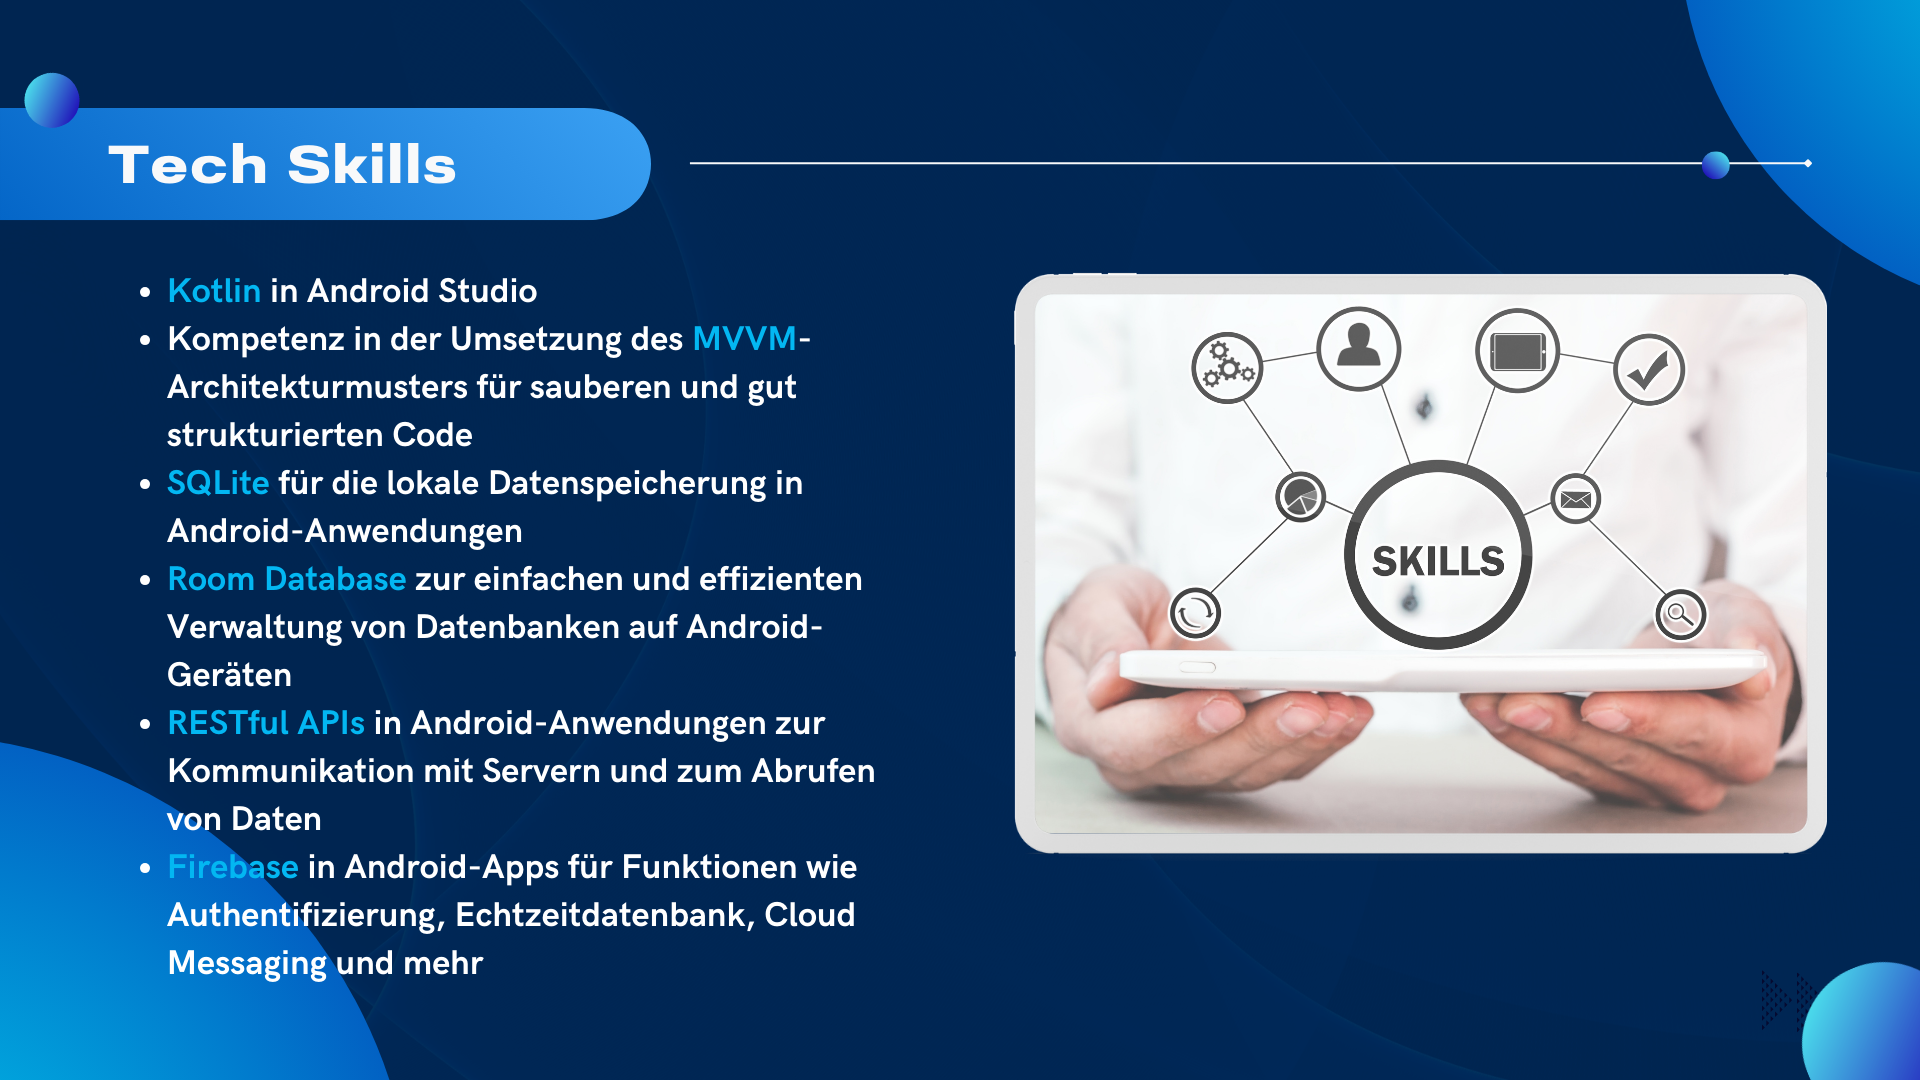 Tech Skills
• Kotlin in Android Studio
• Kompetenz in der Umsetzung des MVVM-
Architekturmusters für sauberen und gut
strukturierten Code
• SQLite für die lokale Datenspeicherung in
Android-Anwendungen
• Room Database zur einfachen und effizienten
Verwaltung von Datenbanken auf Android-
Geräten
• RESTful APIs in Android-Anwendungen zur
Kommunikation mit Servern und zum Abrufen
von Daten
• Firebase in Android-Apps für Funktionen wie
Authentifizierung, Echtzeitdatenbank, Cloud
Messaging und mehr
SKILLS